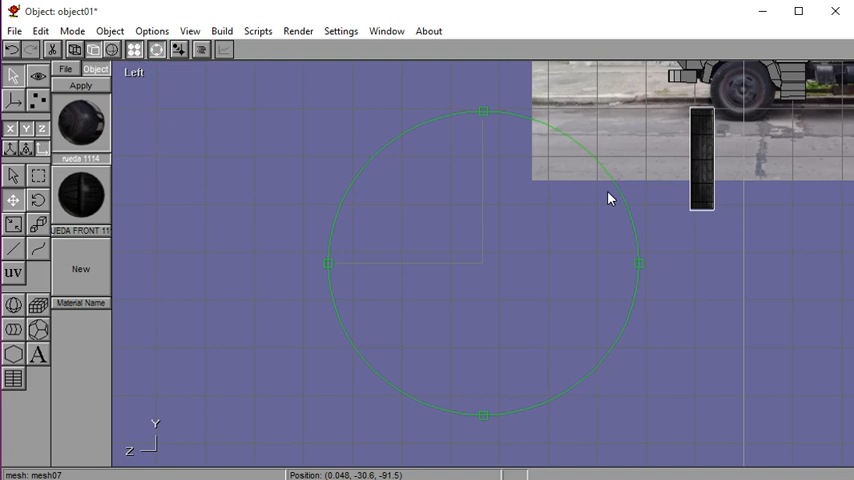 Object: object01*
File Edit Mode Object Options View Build Scripts Render Settings Window About
File Object
Apply
Left
X Y Z
rueda 1114
UEDA FRONT 11
uv
New
Material Name
A
Y
Z
mesh: mesh07 Position: (0.048, -30.6, -91.5)